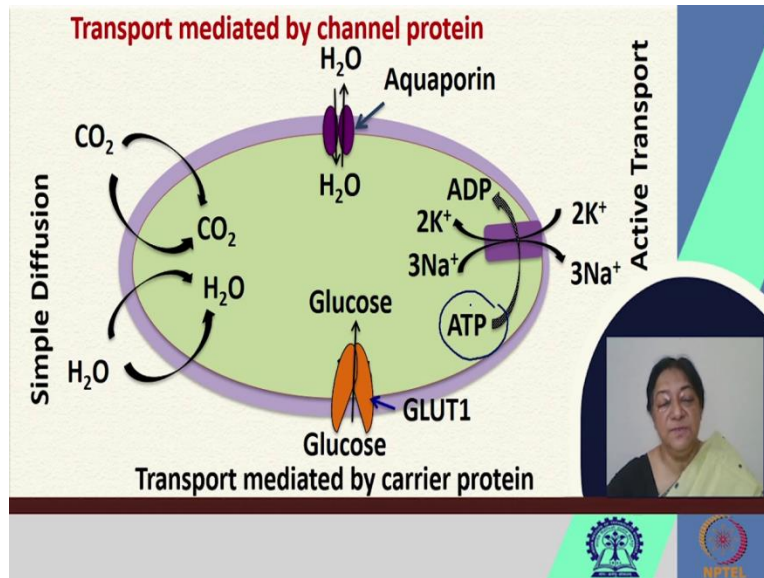 Transport mediated by channel protein
H₂O
Aquaporin
H₂O
CO₂
CO₂
H₂O
H₂O
Simple Diffusion
ADP
2K⁺
2K⁺
3Na⁺
3Na⁺
ATP
Active Transport
Glucose
GLUT1
Glucose
Transport mediated by carrier protein
NPTEL